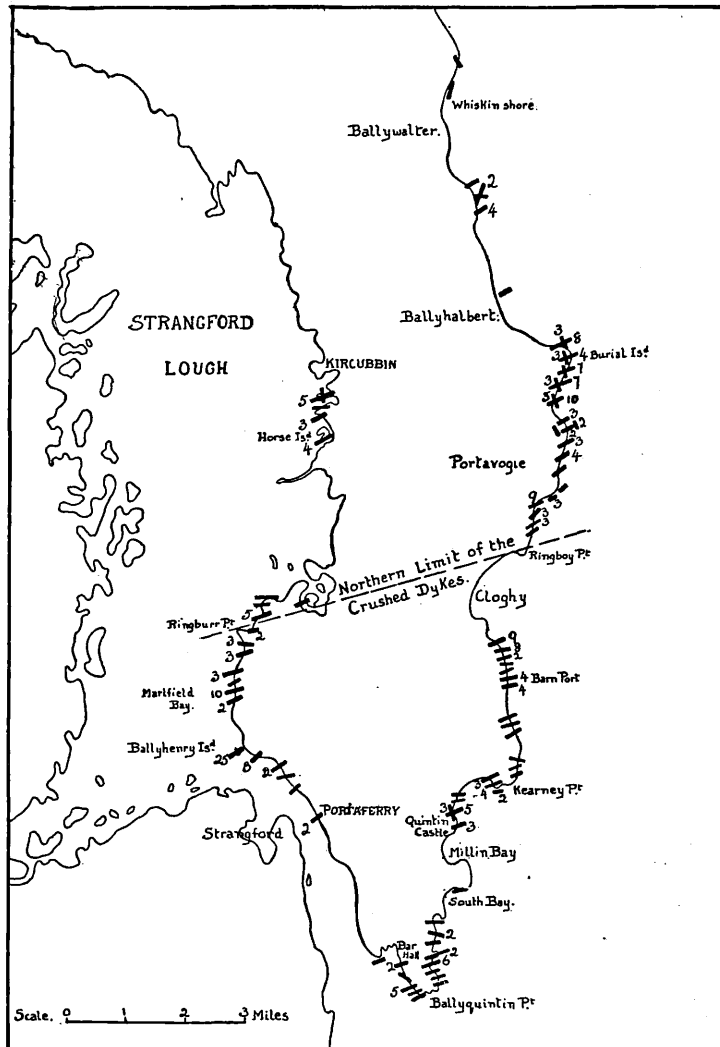 Whiskin shore.
Ballywalter.
2
4
Ballyhalbert.
STRANGFORD
LOUGH
KIRCUBBIN
3
8
3
4
Burial Isd
7
7
3
10
5
3
Horse Isd
4
3
2
3
4
Portavogie
3
9
3
3
Northern Limit of the
Crushed Dykes.
Ringboy Pt
Cloghy
Ringburr Pt
5
2
3
3
3
Marlfield
Bay.
10
2
9
4
Barn Port
4
Ballyhenry Isd
25
8
2
PORTAFERRY
2
Strangford
Kearney Pt
3
4
2
3
5
Quintin
Castle
3
Millin Bay
South Bay.
2
Bar
Hall
2
2
6
5
Ballyquintin Pt
Scale. 0 1 2 3 Miles